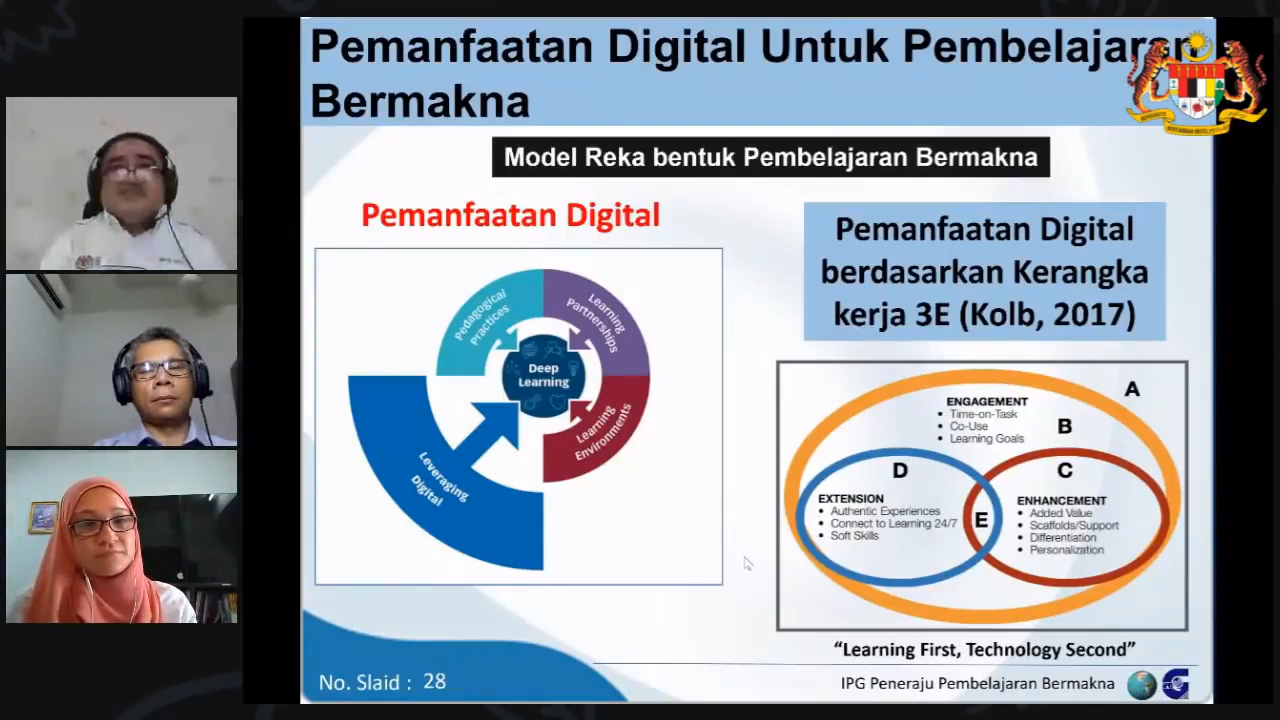 Pemanfaatan Digital Untuk Pembelajaran
Bermakna
Model Reka bentuk Pembelajaran Bermakna
Pemanfaatan Digital
Pedagogical
Practices
Learning
Partnerships
Deep
Learning
Learning
Environments
Leveraging
Digital
Pemanfaatan Digital
berdasarkan Kerangka
kerja 3E (Kolb, 2017)
A
ENGAGEMENT
• Time-on-Task
• Co-Use
• Learning Goals
B
D
C
EXTENSION
• Authentic Experiences
• Connect to Learning 24/7
• Soft Skills
E
ENHANCEMENT
• Added Value
• Scaffolds/Support
• Differentiation
• Personalization
“Learning First, Technology Second”
No. Slaid : 28
IPG Peneraju Pembelajaran Bermakna